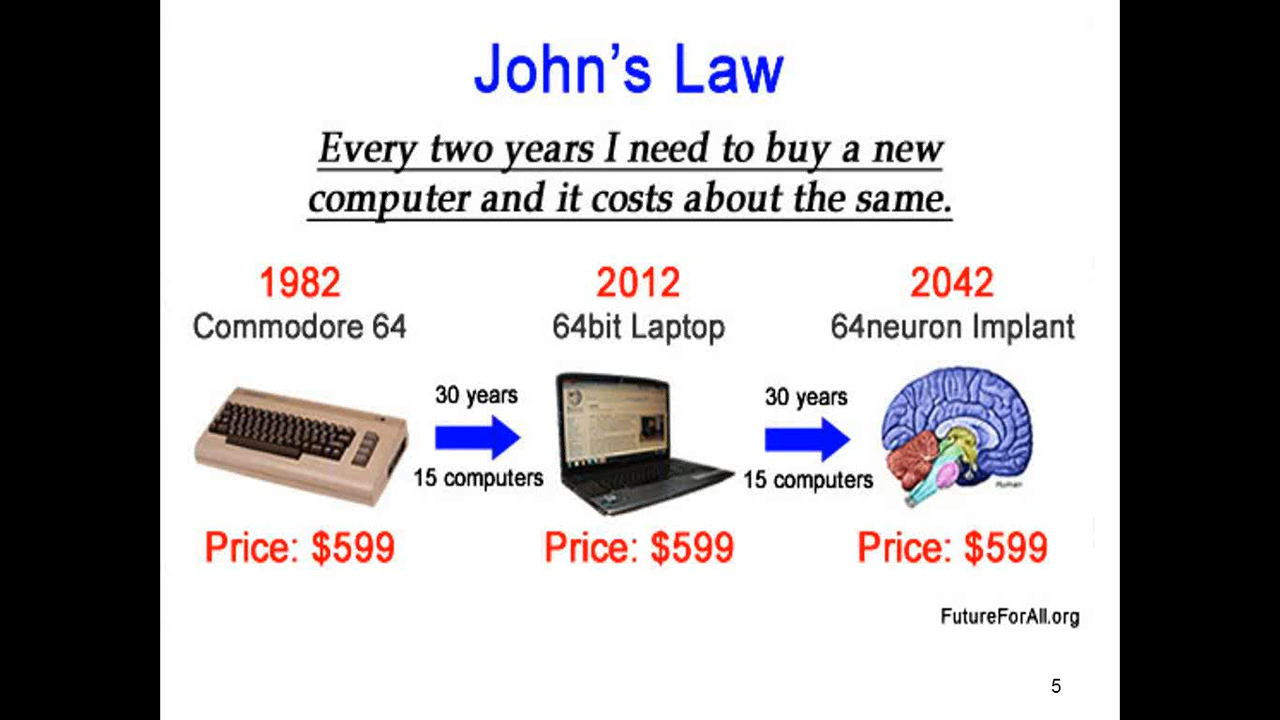 John's Law
Every two years I need to buy a new
computer and it costs about the same.
1982
Commodore 64
Price: $599
30 years
15 computers
2012
64bit Laptop
Price: $599
30 years
15 computers
2042
64neuron Implant
Human
Price: $599
FutureForAll.org
5